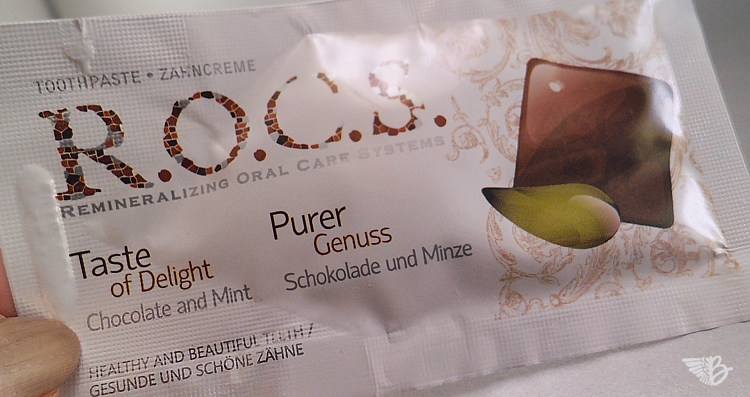 TOOTHPASTE • ZAHNCREME
R.O.C.S.
REMINERALIZING ORAL CARE SYSTEMS
Taste
of Delight
Chocolate and Mint
Purer
Genuss
Schokolade und Minze
HEALTHY AND BEAUTIFUL TEETH /
GESUNDE UND SCHÖNE ZÄHNE
B